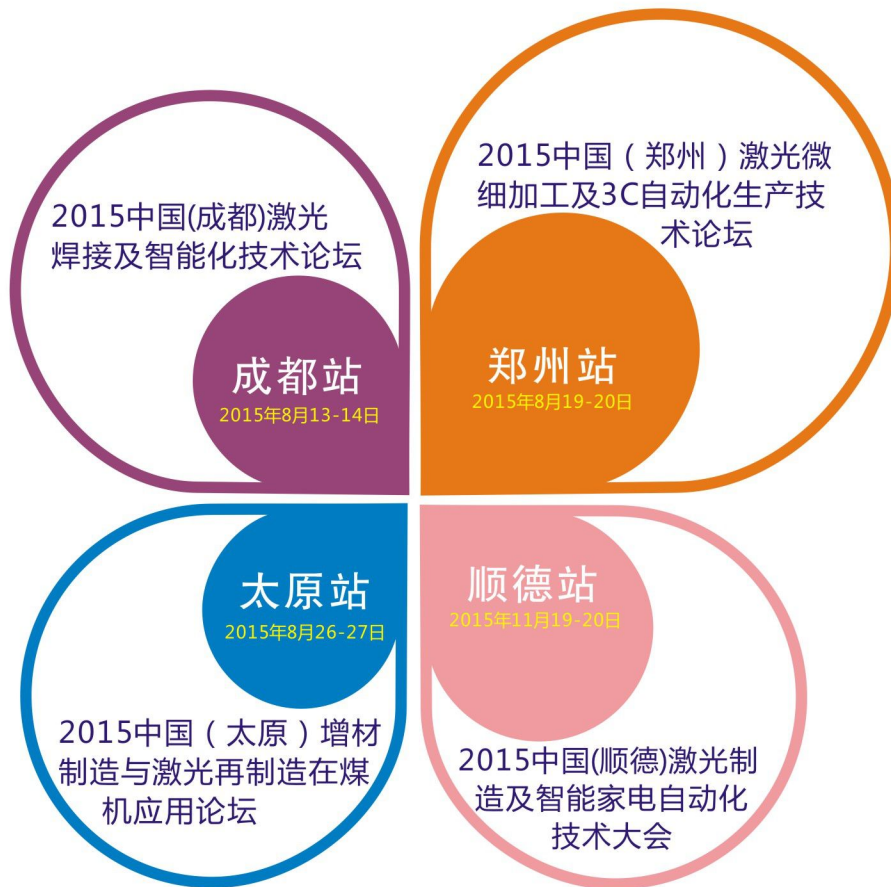 2015中国(成都)激光
焊接及智能化技术论坛
成都站
2015年8月13-14日
2015中国（郑州）激光微
细加工及3C自动化生产技
术论坛
郑州站
2015年8月19-20日
太原站
2015年8月26-27日
2015中国（太原）增材
制造与激光再制造在煤
机应用论坛
顺德站
2015年11月19-20日
2015中国(顺德)激光制
造及智能家电自动化
技术大会